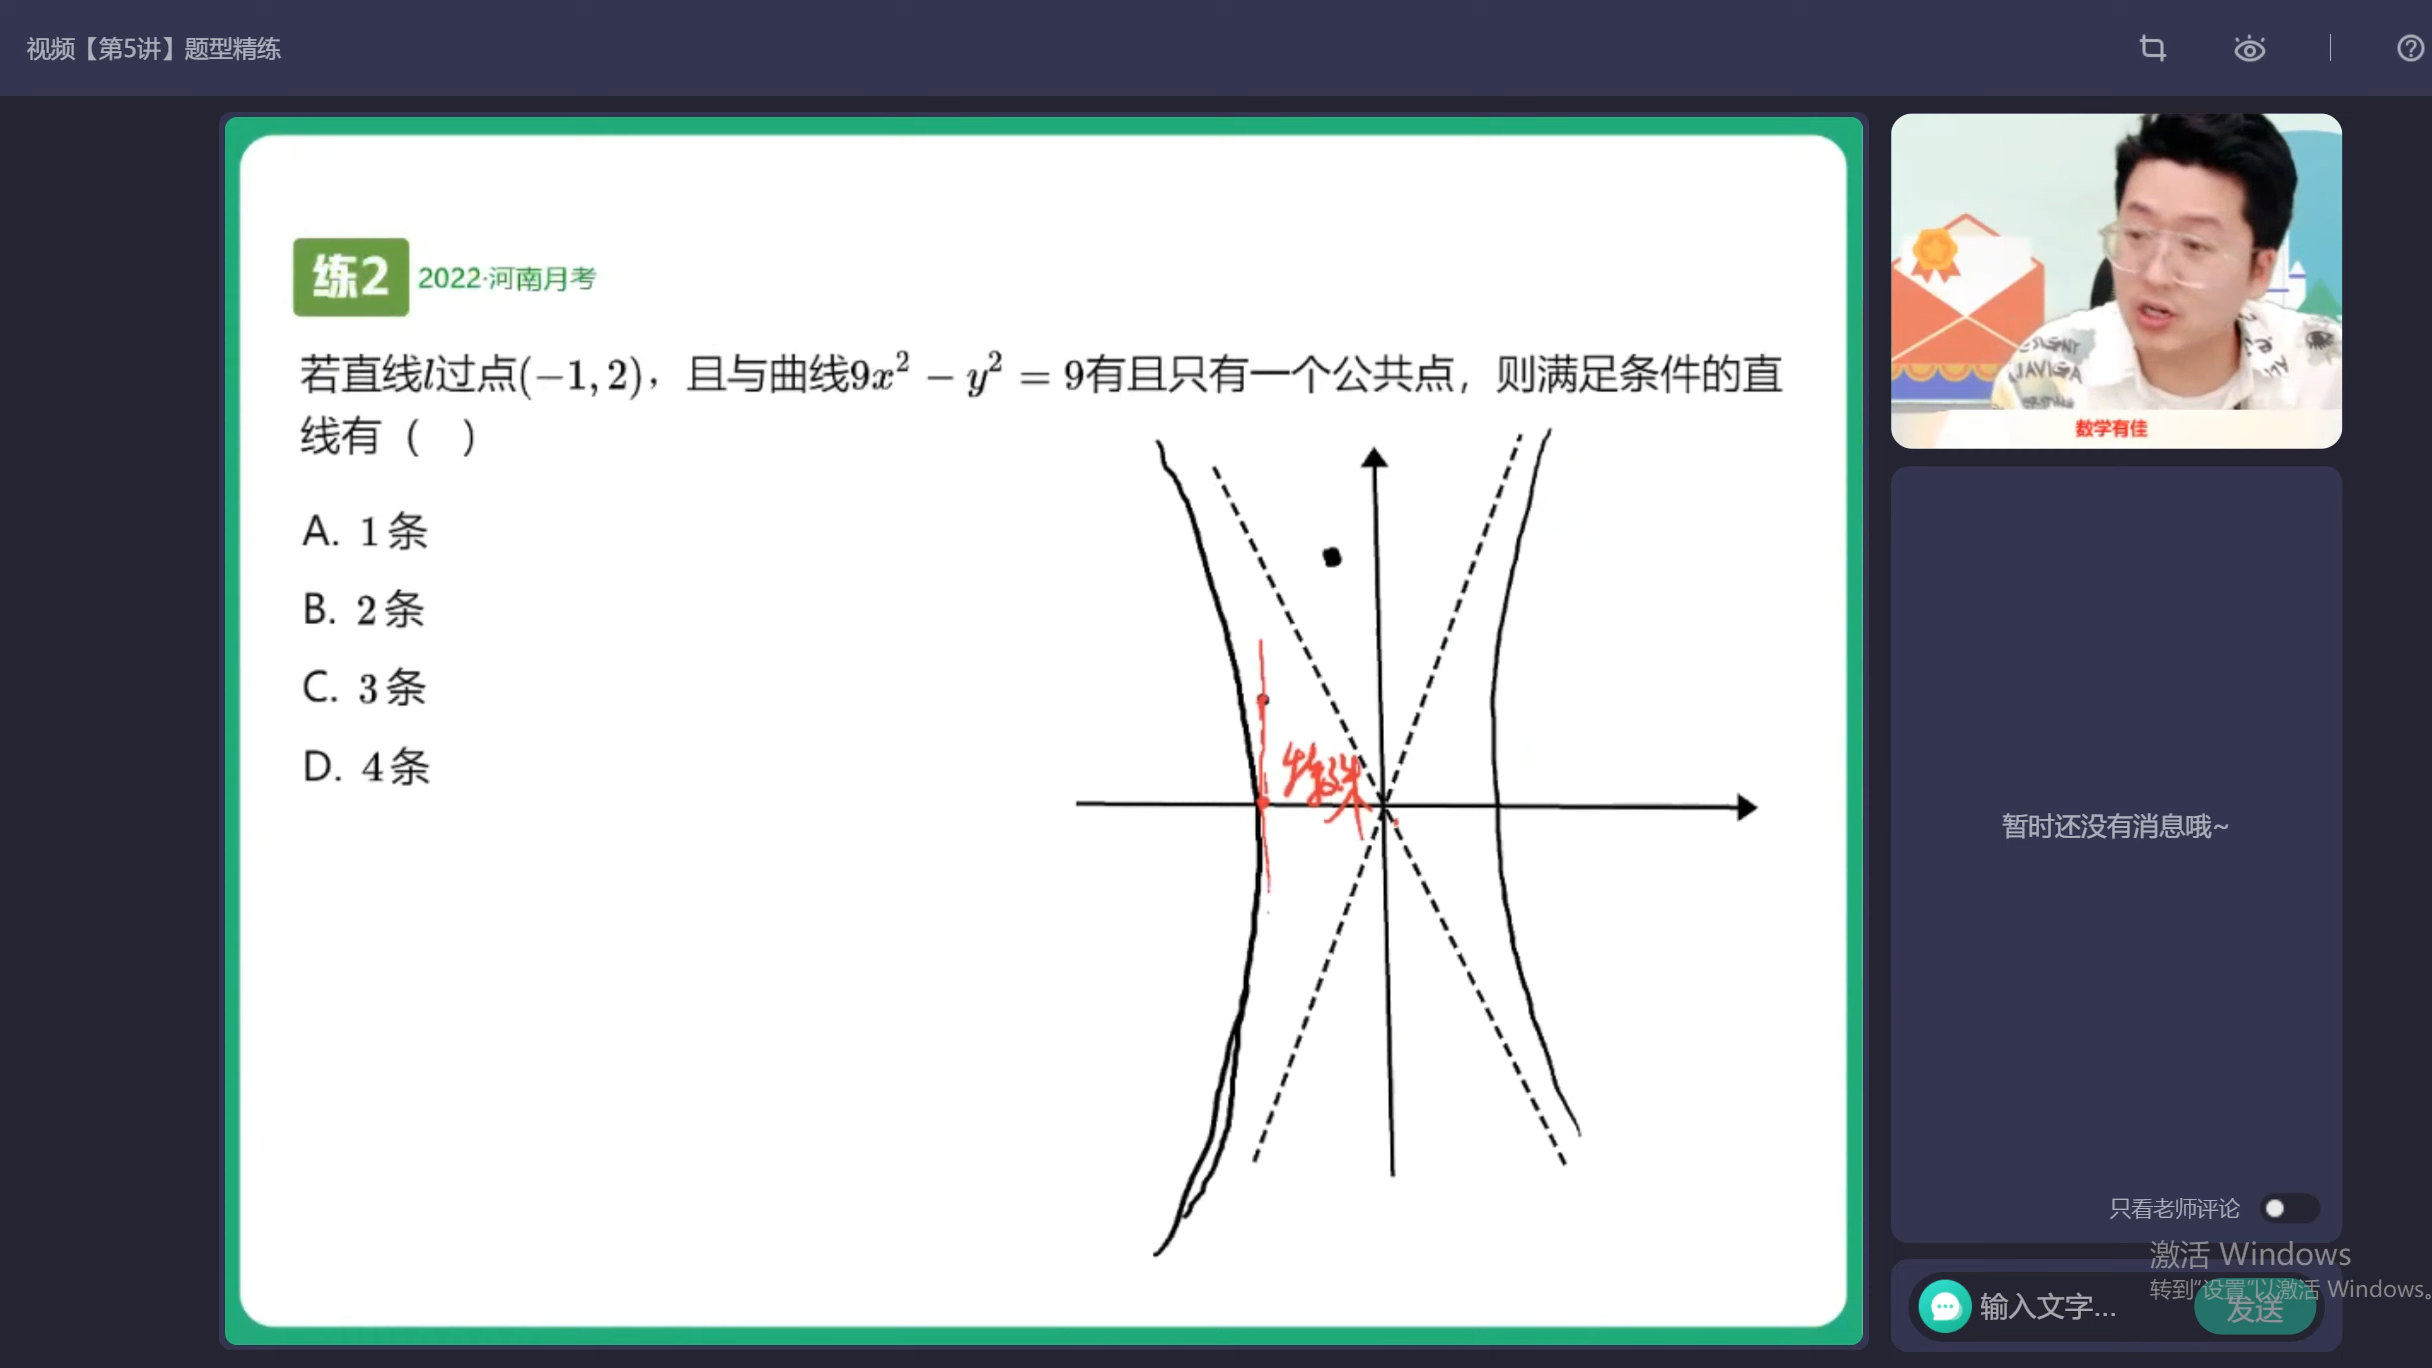 视频【第5讲】题型精练
练2 2022·河南月考
若直线l过点(−1, 2)，且与曲线9x² − y² = 9有且只有一个公共点，则满足条件的直
线有（ ）
A. 1条
B. 2条
C. 3条
D. 4条
特殊
数学有佳
暂时还没有消息哦~
只看老师评论
激活 Windows
转到“设置”以激活 Windows。
输入文字...
发送